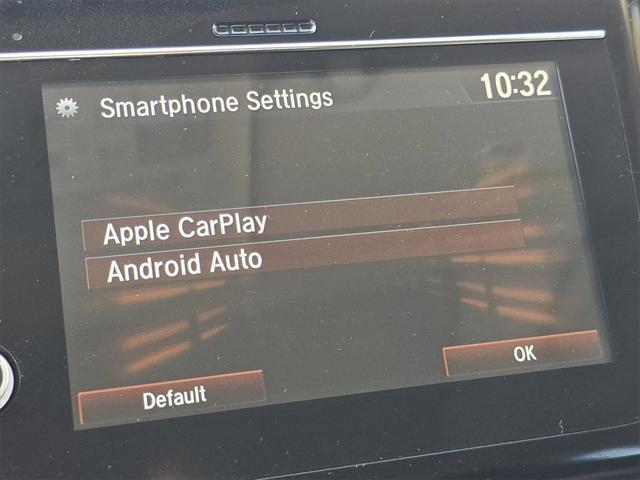 Smartphone Settings
10:32
Apple CarPlay
Android Auto
Default
OK